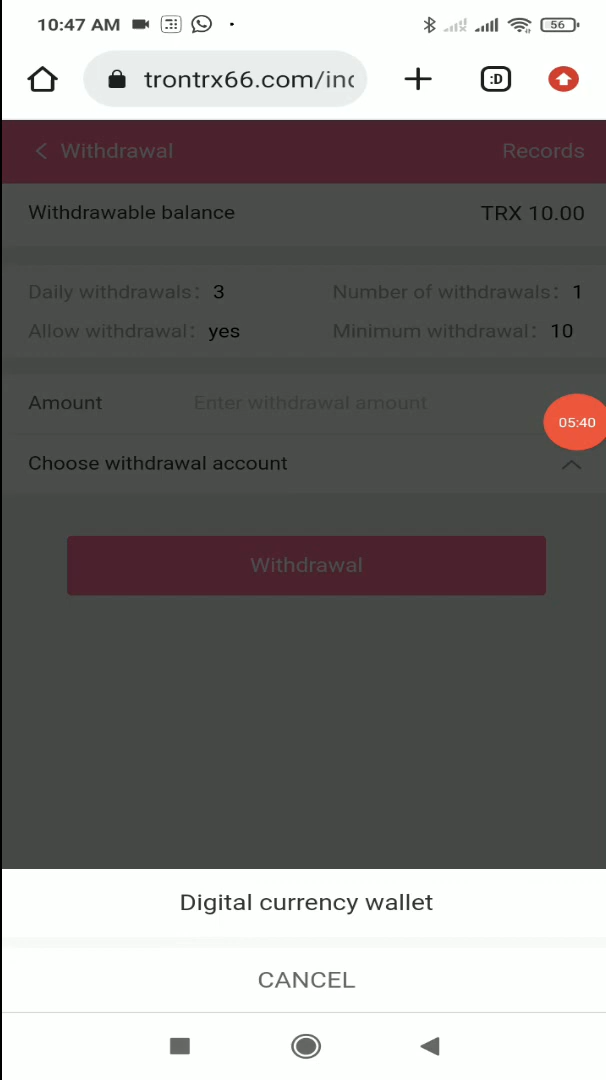 10:47 AM
56
trontrx66.com/inc
:D
Withdrawal
Records
Withdrawable balance
TRX 10.00
Daily withdrawals: 3
Number of withdrawals: 1
Allow withdrawal: yes
Minimum withdrawal: 10
Amount
Enter withdrawal amount
05:40
Choose withdrawal account
Withdrawal
Digital currency wallet
CANCEL